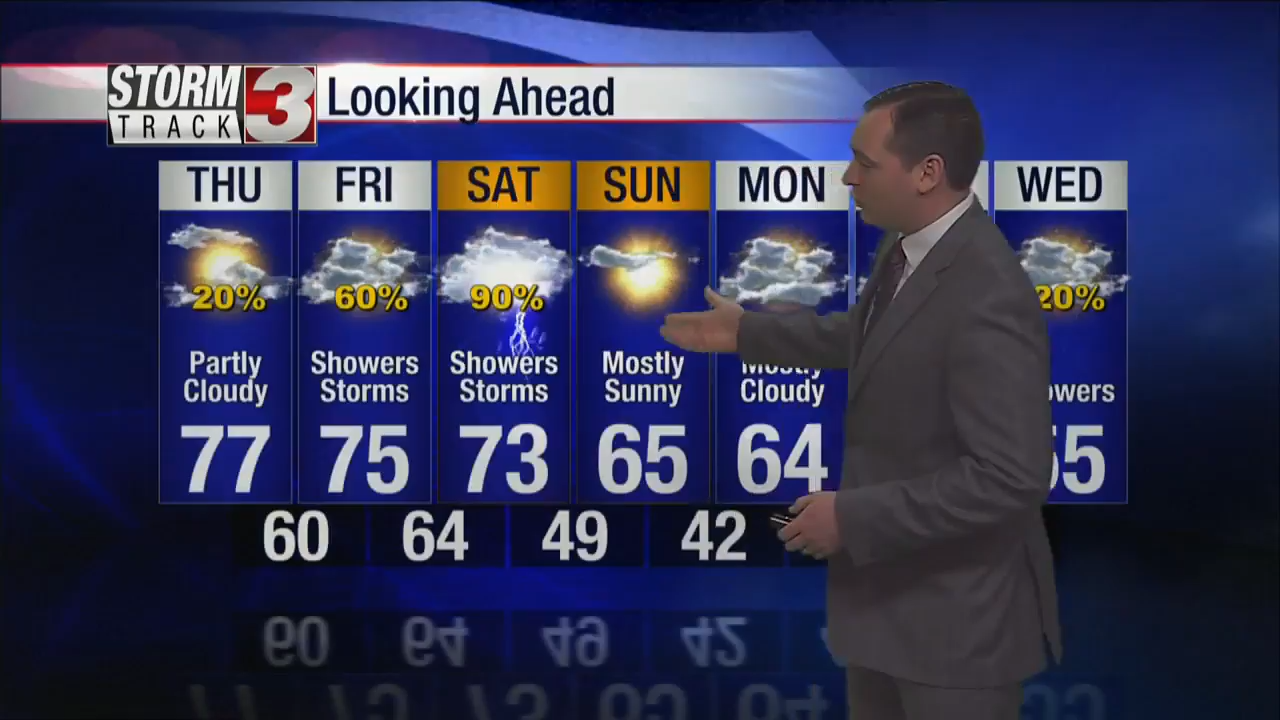 STORM
TRACK
3
Looking Ahead
THU
FRI
SAT
SUN
MON
WED
20%
60%
90%
20%
Partly
Cloudy
Showers
Storms
Showers
Storms
Mostly
Sunny
Mostly
Cloudy
77
75
73
65
64
60
64
49
42